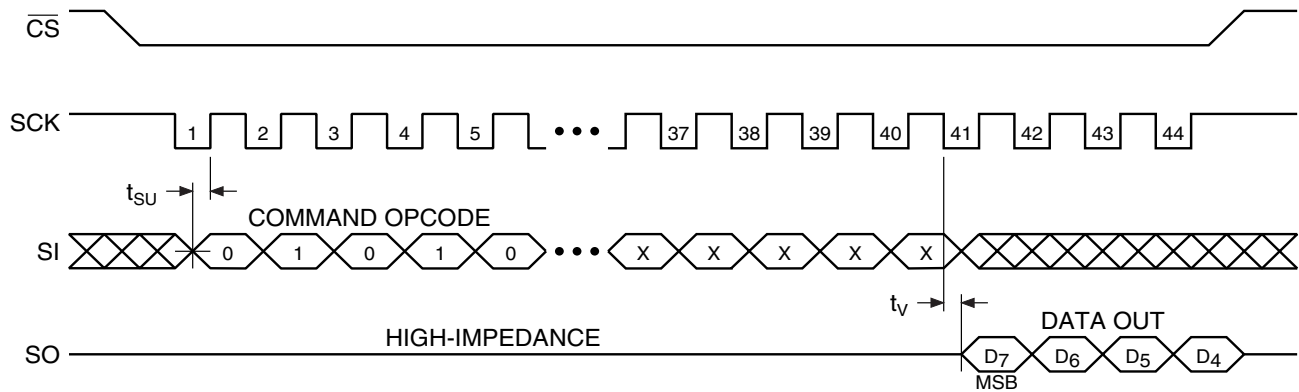 CS
SCK 1 2 3 4 5 ••• 37 38 39 40 41 42 43 44
tSU
COMMAND OPCODE
SI 0 1 0 1 0 ••• X X X X X
tV
HIGH-IMPEDANCE
DATA OUT
SO D7 D6 D5 D4
MSB